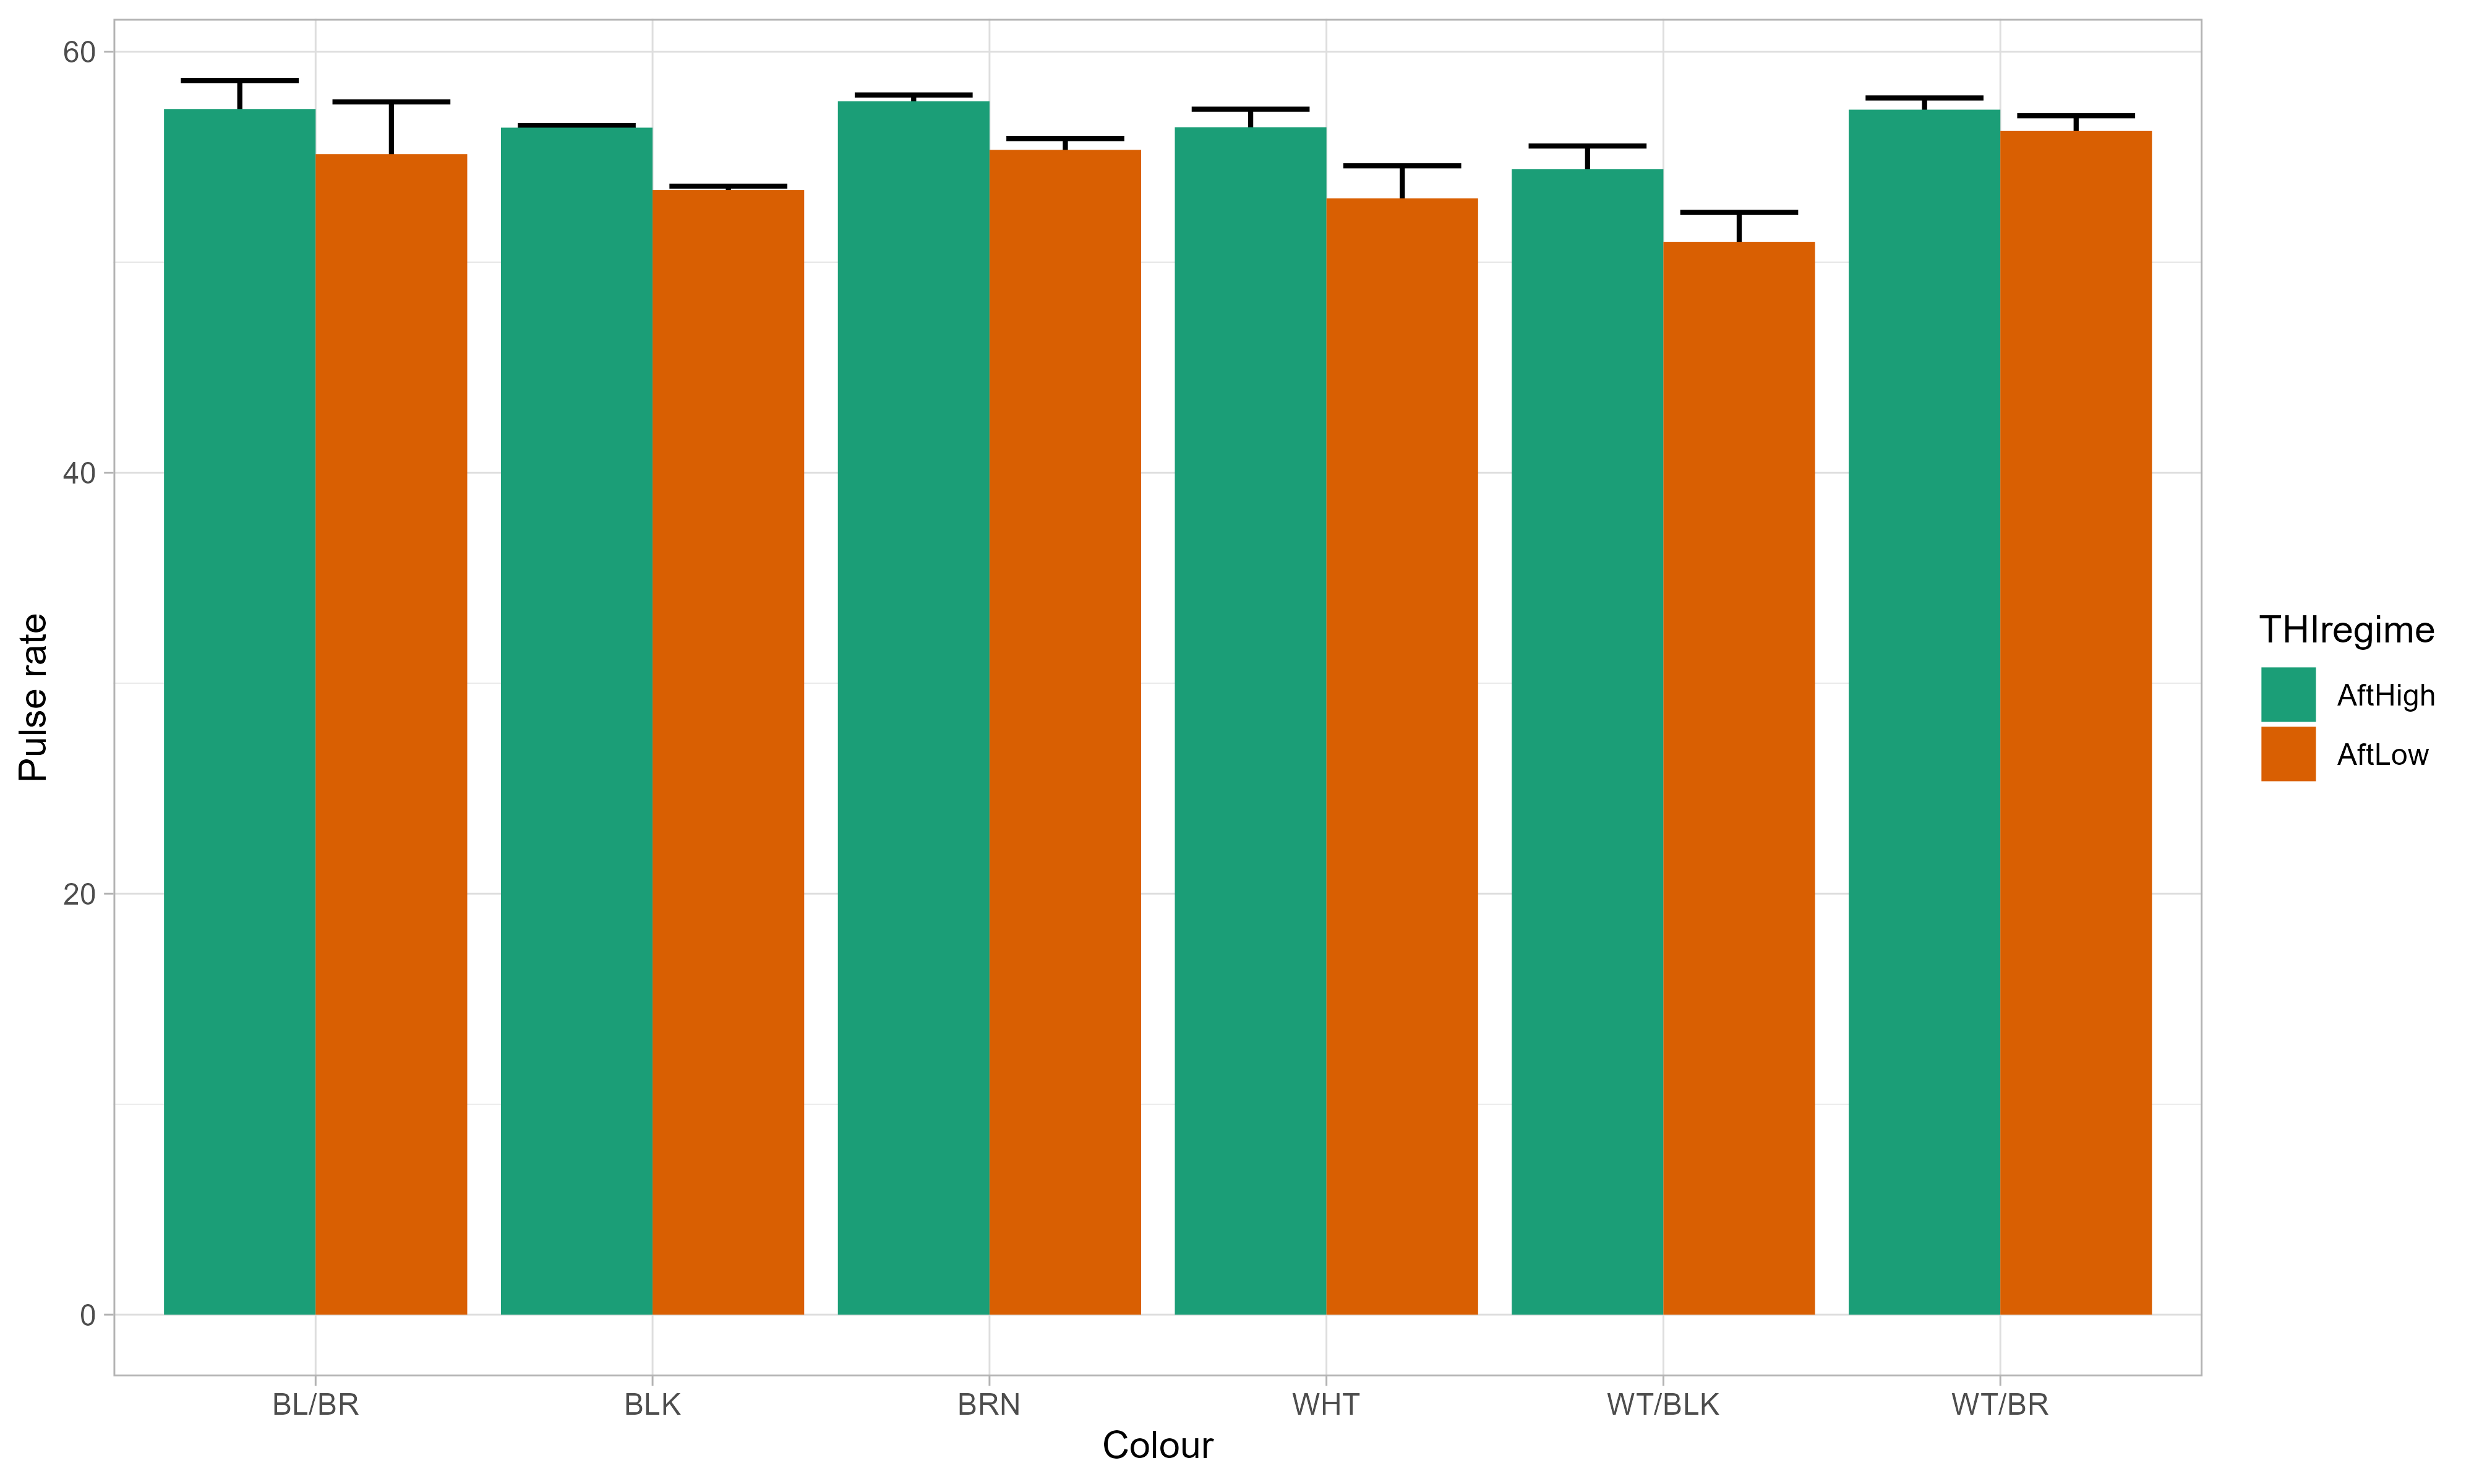 60
40
20
0
Pulse rate
BL/BR BLK BRN WHT WT/BLK WT/BR
Colour
THIregime
AftHigh
AftLow